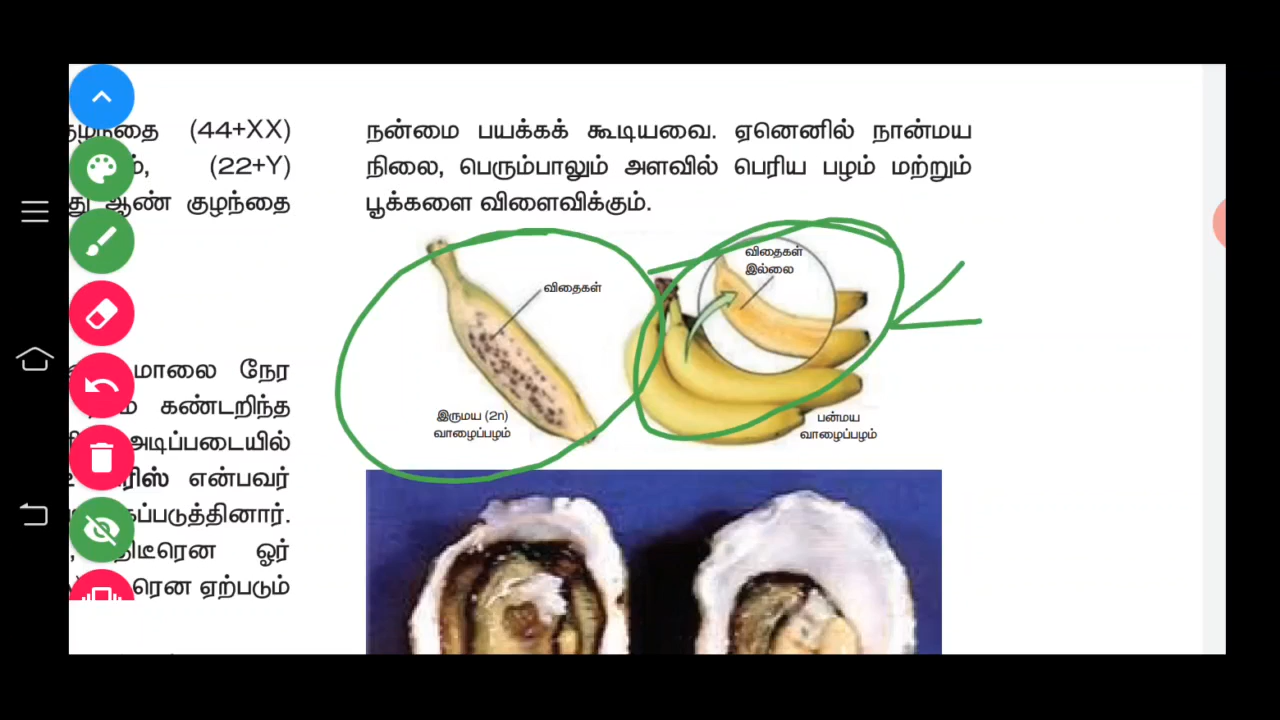 (44+XX)
(22+Y)
ஆண் குழந்தை
மாலை நேர
கண்டறிந்த
அடிப்படையில்
என்பவர்
ஓர்
ஏற்படும்
நன்மை பயக்கக் கூடியவை. ஏனெனில் நான்மய
நிலை, பெரும்பாலும் அளவில் பெரிய பழம் மற்றும்
பூக்களை விளைவிக்கும்.
விதைகள்
இருமய (2n)
வாழைப்பழம்
விதைகள்
இல்லை
பன்மய
வாழைப்பழம்